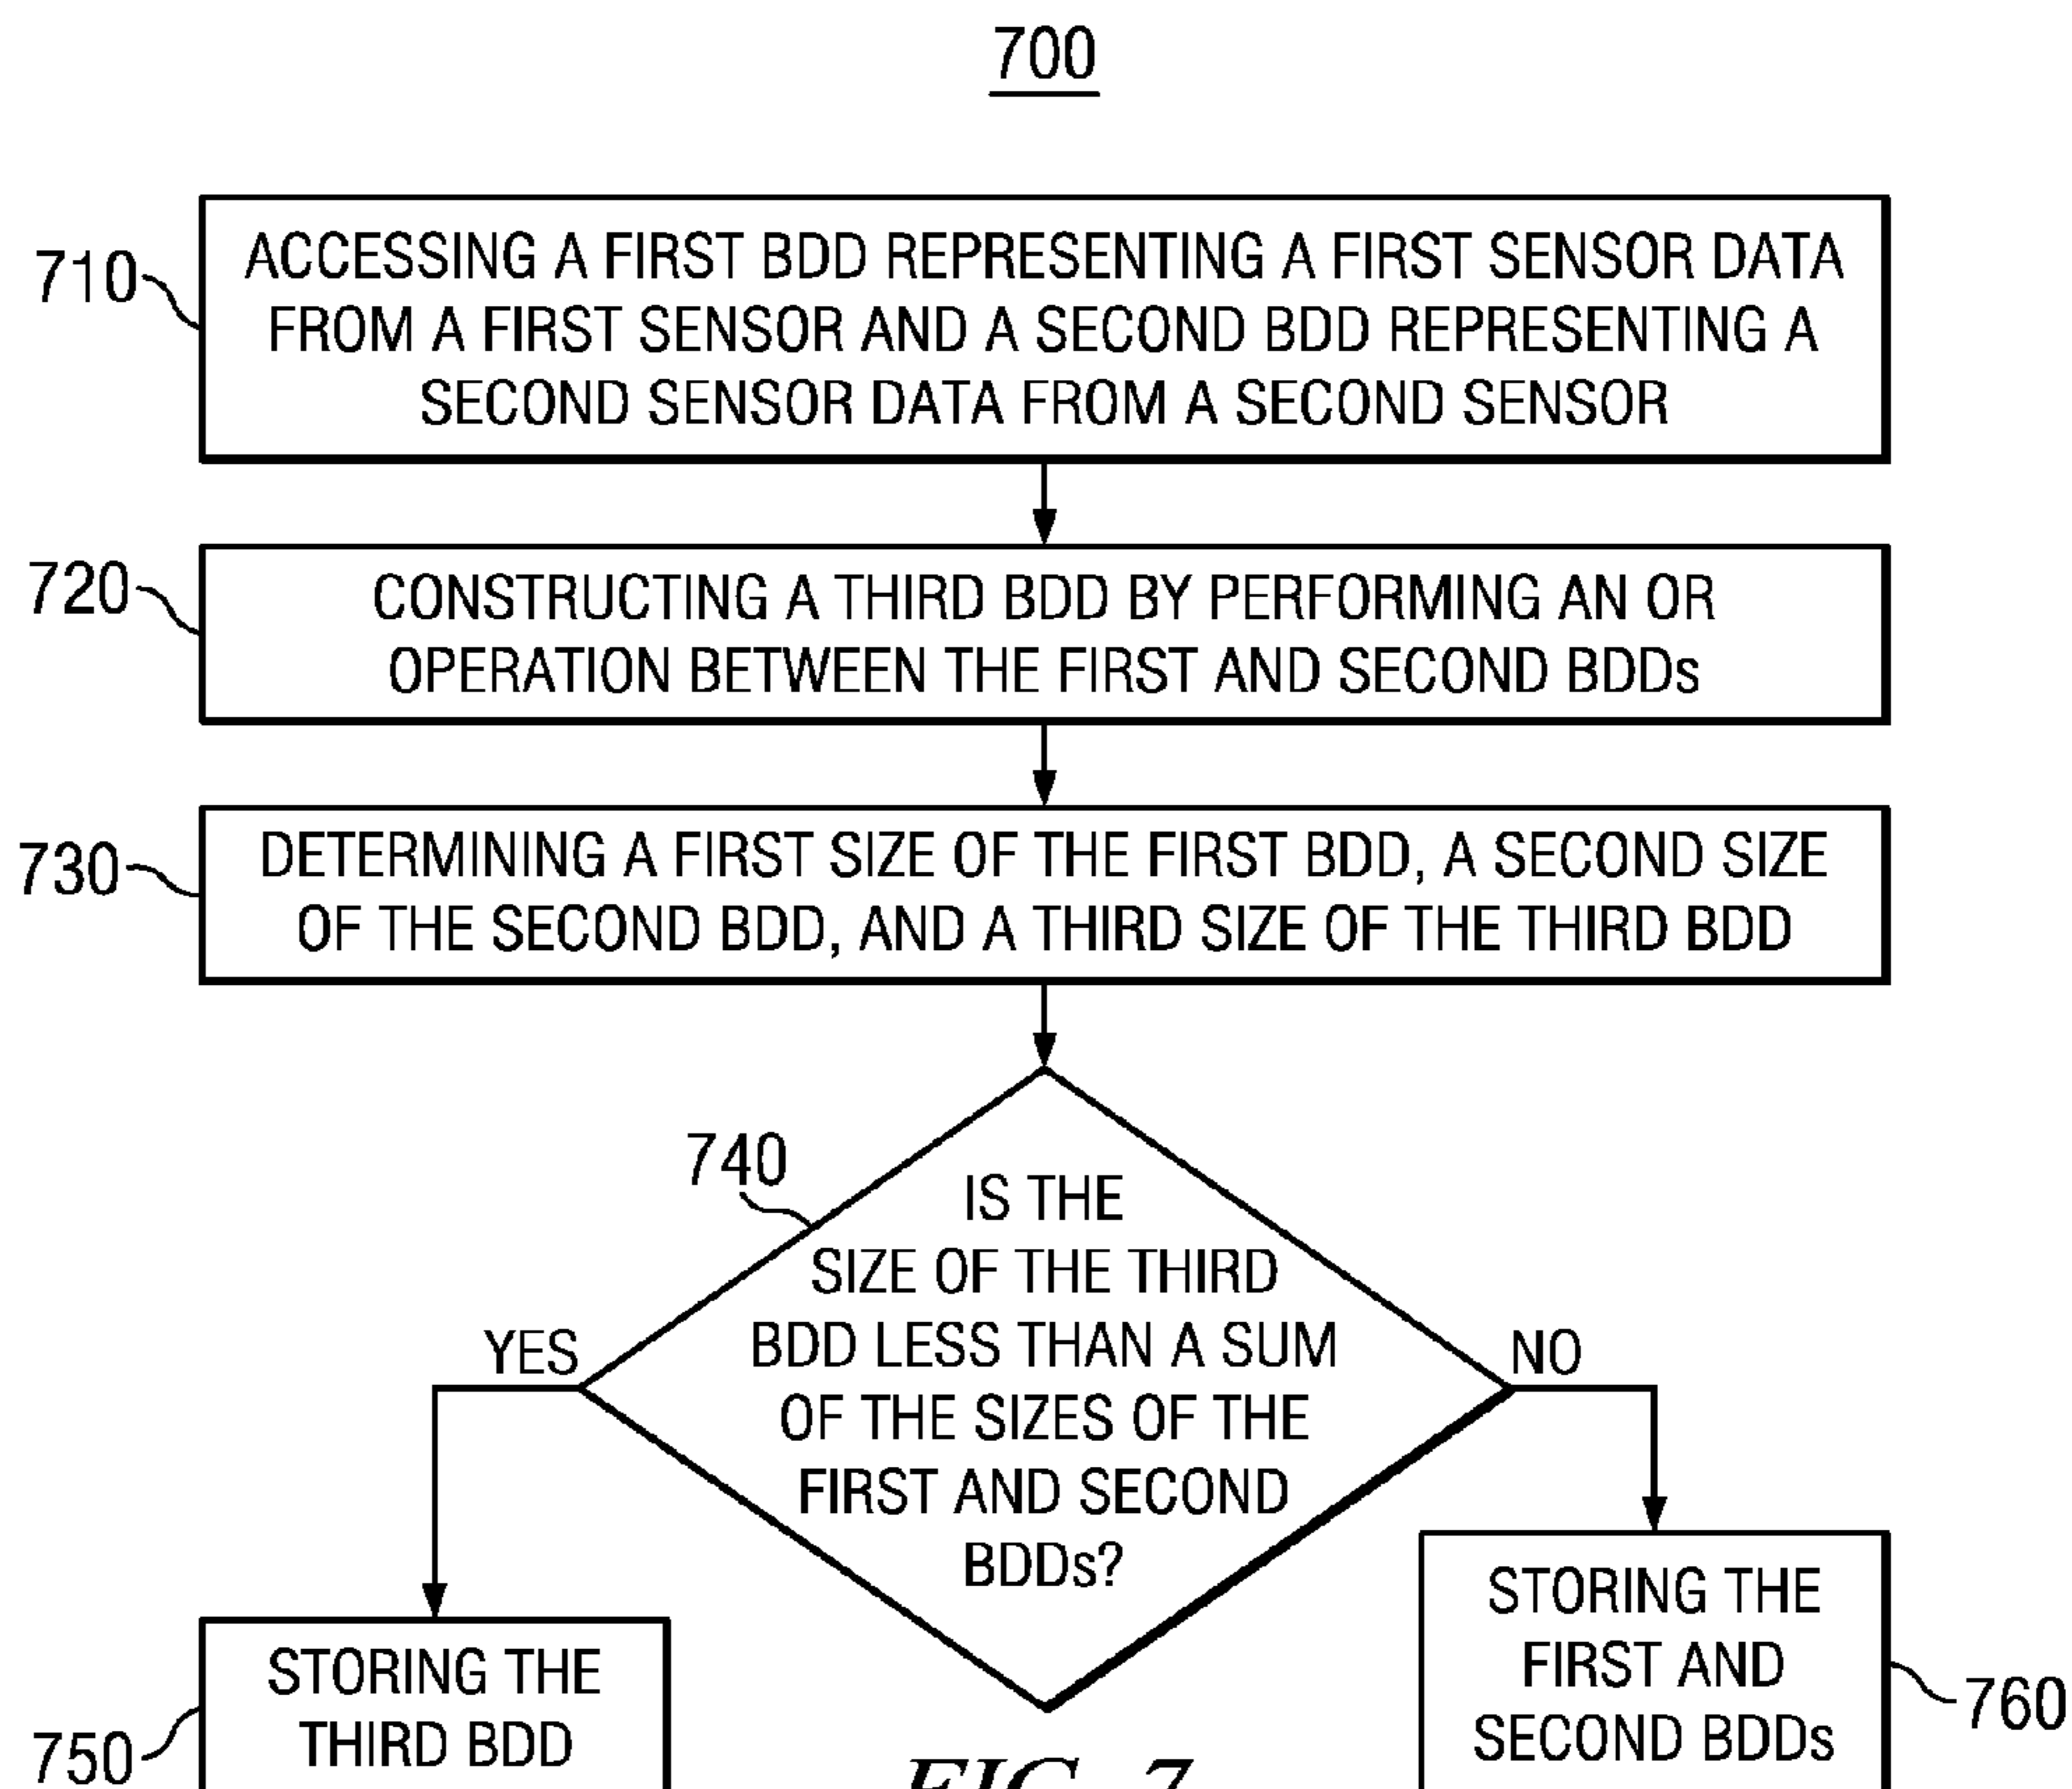 700
710
ACCESSING A FIRST BDD REPRESENTING A FIRST SENSOR DATA
FROM A FIRST SENSOR AND A SECOND BDD REPRESENTING A
SECOND SENSOR DATA FROM A SECOND SENSOR
720
CONSTRUCTING A THIRD BDD BY PERFORMING AN OR
OPERATION BETWEEN THE FIRST AND SECOND BDDs
730
DETERMINING A FIRST SIZE OF THE FIRST BDD, A SECOND SIZE
OF THE SECOND BDD, AND A THIRD SIZE OF THE THIRD BDD
740
IS THE
SIZE OF THE THIRD
BDD LESS THAN A SUM
OF THE SIZES OF THE
FIRST AND SECOND
BDDs?
YES
NO
STORING THE
THIRD BDD
750
STORING THE
FIRST AND
SECOND BDDs
760
FIG. 7